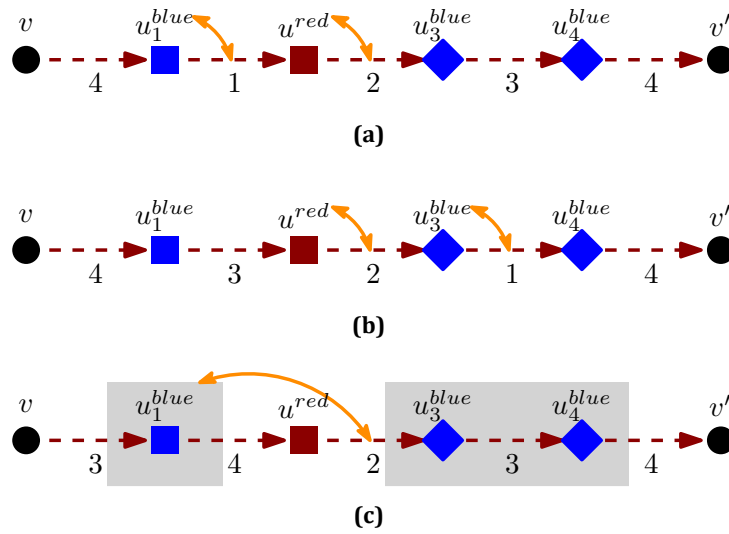 v u_1^{blue} u^{red} u_3^{blue} u_4^{blue} v'
4 1 2 3 4
(a)
v u_1^{blue} u^{red} u_3^{blue} u_4^{blue} v'
4 3 2 1 4
(b)
v u_1^{blue} u^{red} u_3^{blue} u_4^{blue} v'
3 4 2 3 4
(c)